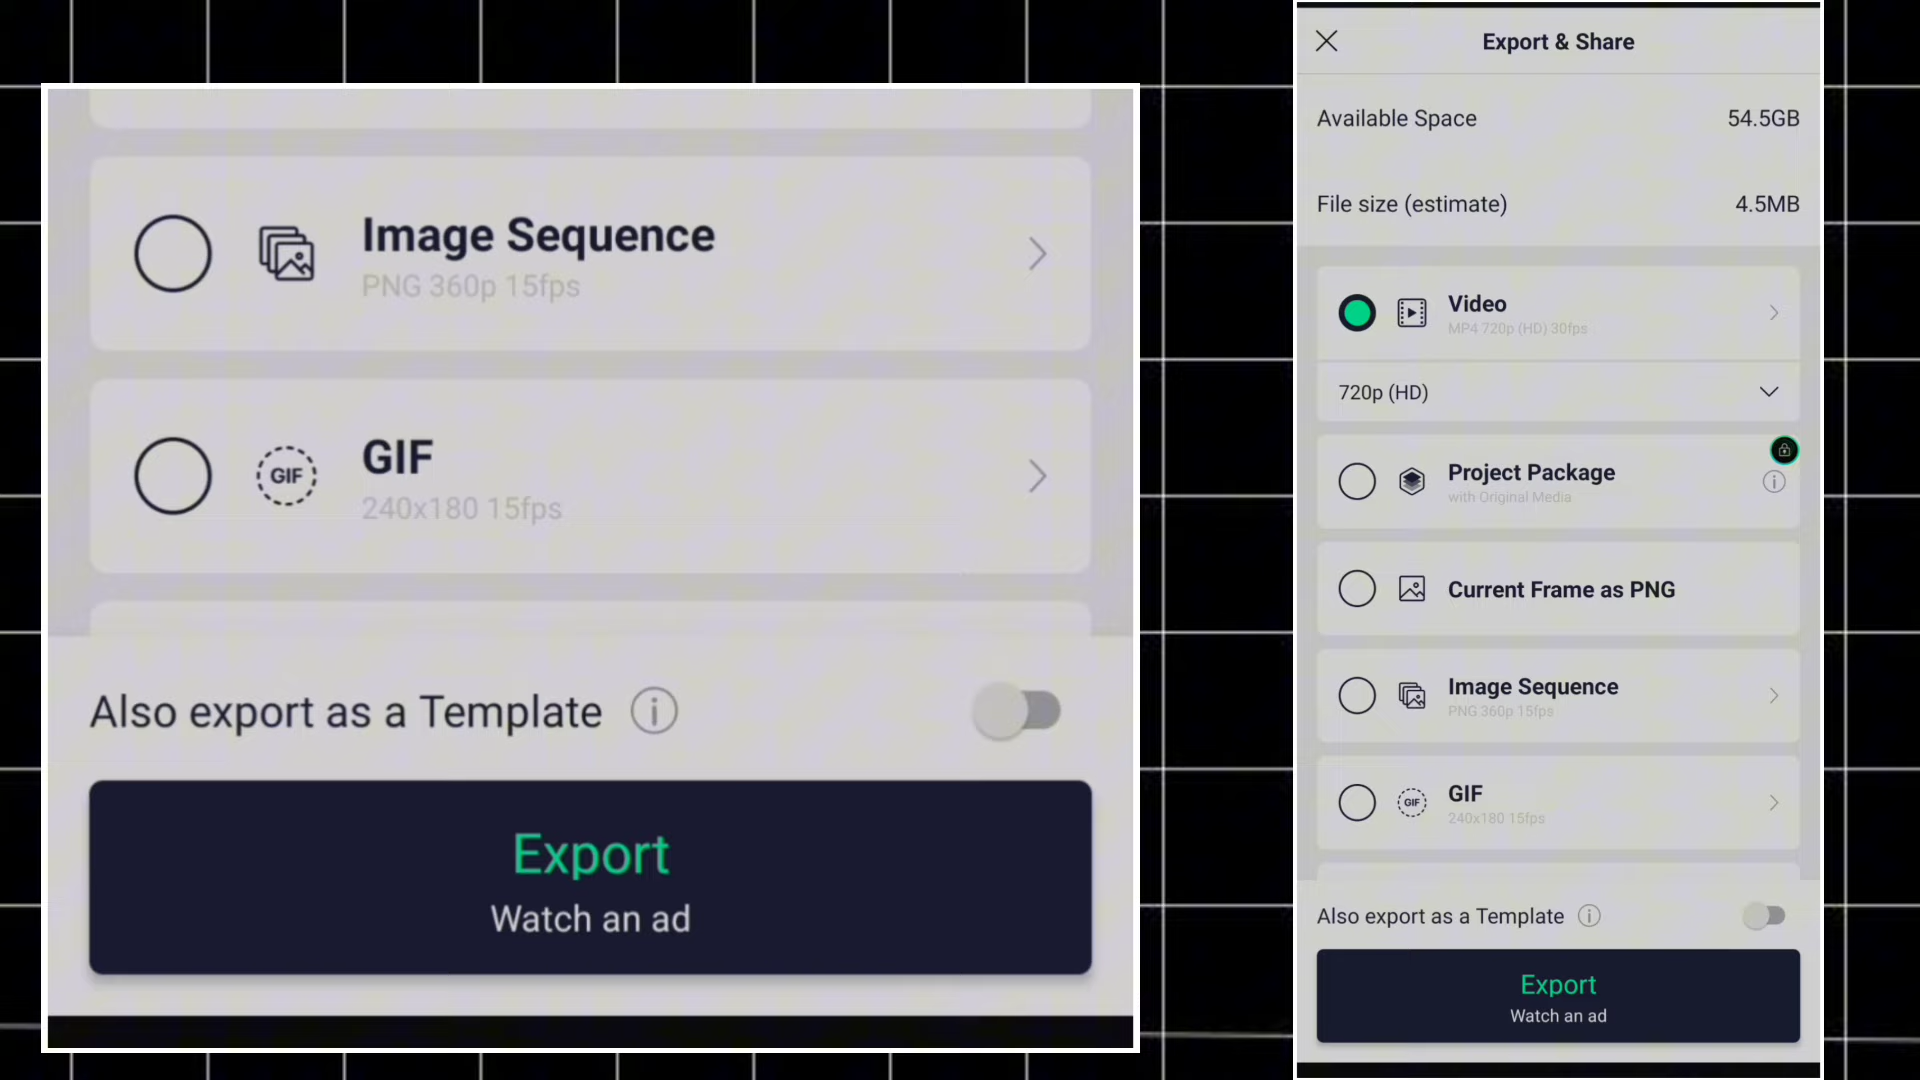 Image Sequence
PNG 360p 15fps
GIF
GIF
240x180 15fps
Also export as a Template
Export
Watch an ad
Export & Share
Available Space 54.5GB
File size (estimate) 4.5MB
Video
MP4 720p (HD) 30fps
720p (HD)
Project Package
with Original Media
Current Frame as PNG
Image Sequence
PNG 360p 15fps
GIF
GIF
240x180 15fps
Also export as a Template
Export
Watch an ad